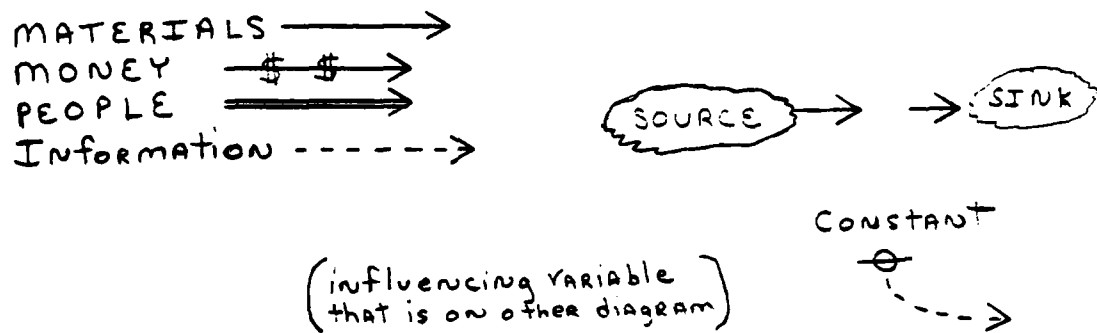 MATERIALS
MONEY $ $
PEOPLE
INFORMATION
SOURCE
SINK
CONSTANT
(influencing VARIABLE
that is on other diagram)